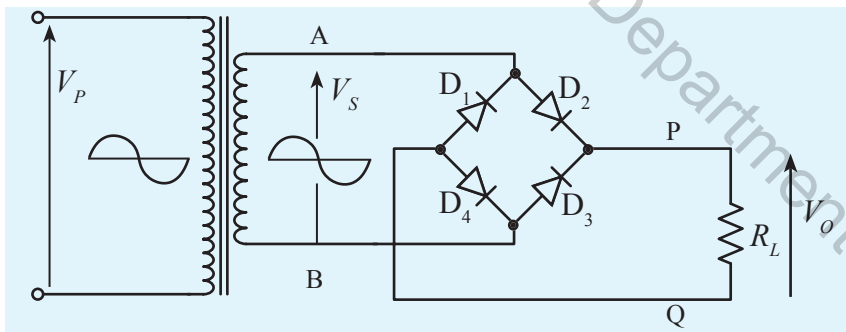 Department
A
V_P
V_S
D_1
D_2
P
D_4
D_3
R_L
V_O
B
Q